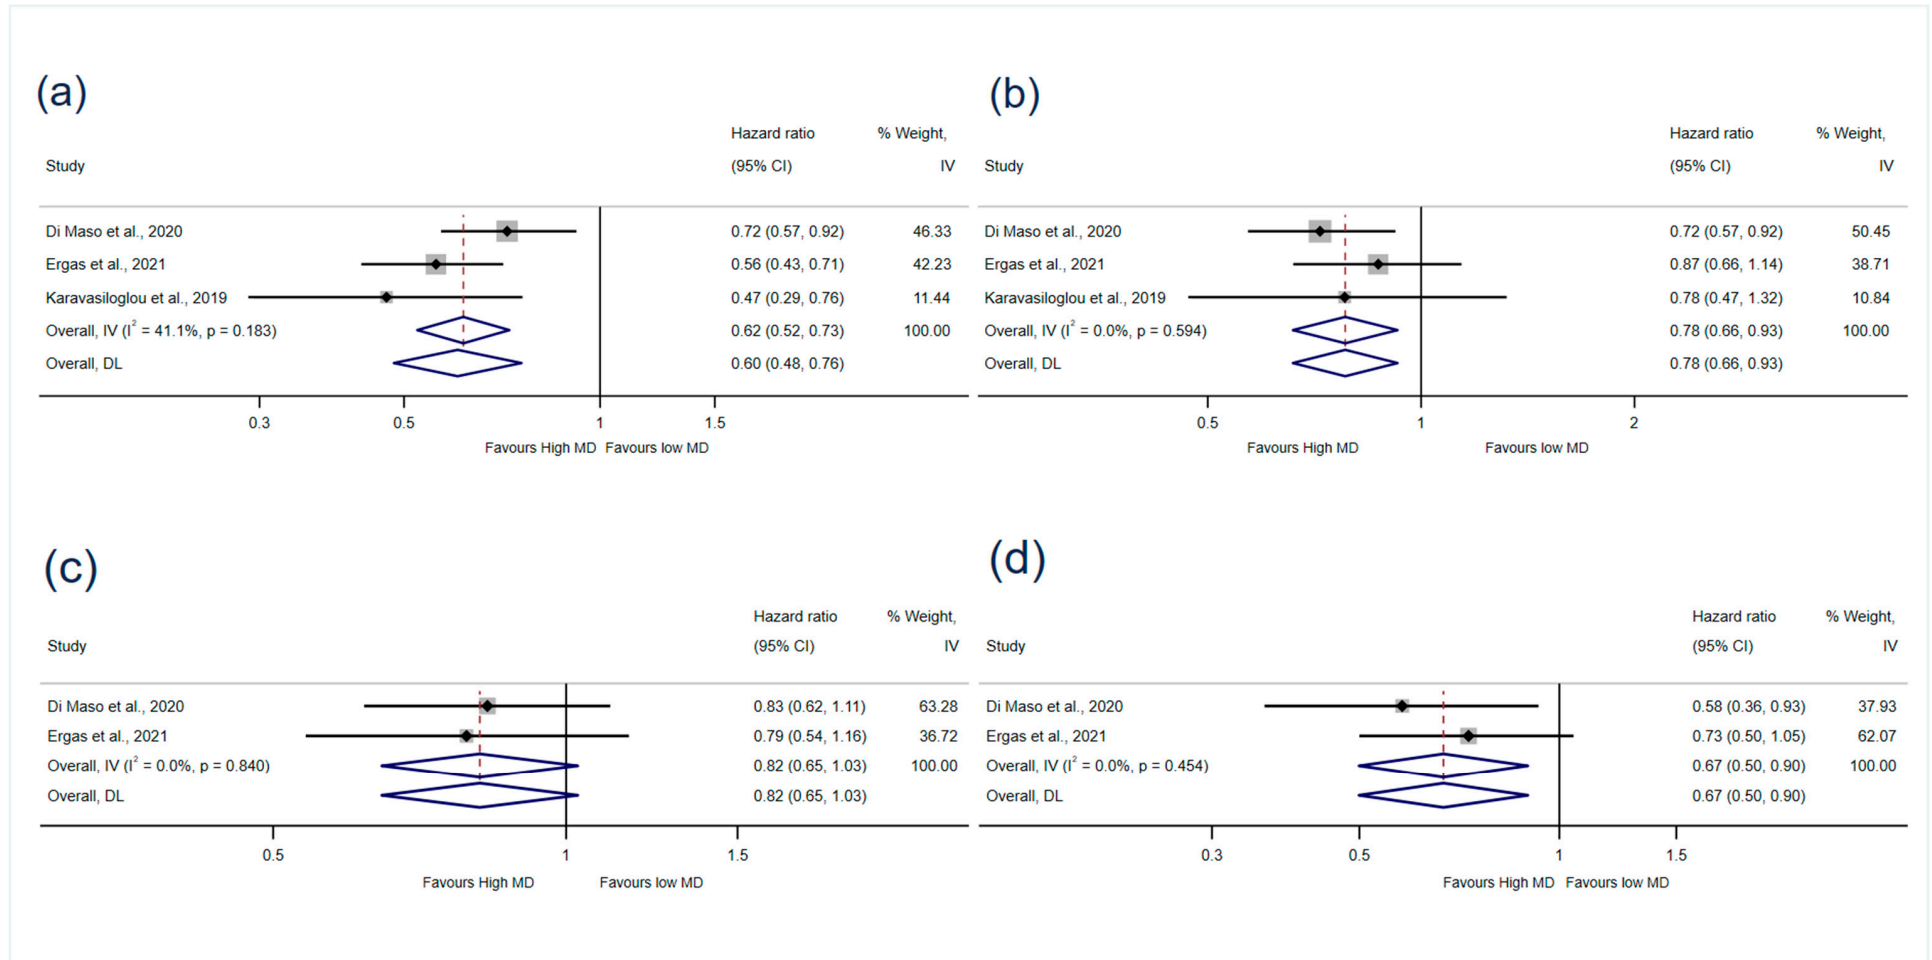 (a)
Hazard ratio % Weight,
Study (95% CI) IV
Di Maso et al., 2020 0.72 (0.57, 0.92) 46.33
Ergas et al., 2021 0.56 (0.43, 0.71) 42.23
Karavasiloglou et al., 2019 0.47 (0.29, 0.76) 11.44
Overall, IV (I² = 41.1%, p = 0.183) 0.62 (0.52, 0.73) 100.00
Overall, DL 0.60 (0.48, 0.76)
0.3 0.5 1 1.5
Favours High MD Favours low MD
(b)
Hazard ratio % Weight,
Study (95% CI) IV
Di Maso et al., 2020 0.72 (0.57, 0.92) 50.45
Ergas et al., 2021 0.87 (0.66, 1.14) 38.71
Karavasiloglou et al., 2019 0.78 (0.47, 1.32) 10.84
Overall, IV (I² = 0.0%, p = 0.594) 0.78 (0.66, 0.93) 100.00
Overall, DL 0.78 (0.66, 0.93)
0.5 1 2
Favours High MD Favours low MD
(c)
Hazard ratio % Weight,
Study (95% CI) IV
Di Maso et al., 2020 0.83 (0.62, 1.11) 63.28
Ergas et al., 2021 0.79 (0.54, 1.16) 36.72
Overall, IV (I² = 0.0%, p = 0.840) 0.82 (0.65, 1.03) 100.00
Overall, DL 0.82 (0.65, 1.03)
0.5 1 1.5
Favours High MD Favours low MD
(d)
Hazard ratio % Weight,
Study (95% CI) IV
Di Maso et al., 2020 0.58 (0.36, 0.93) 37.93
Ergas et al., 2021 0.73 (0.50, 1.05) 62.07
Overall, IV (I² = 0.0%, p = 0.454) 0.67 (0.50, 0.90) 100.00
Overall, DL 0.67 (0.50, 0.90)
0.3 0.5 1 1.5
Favours High MD Favours low MD